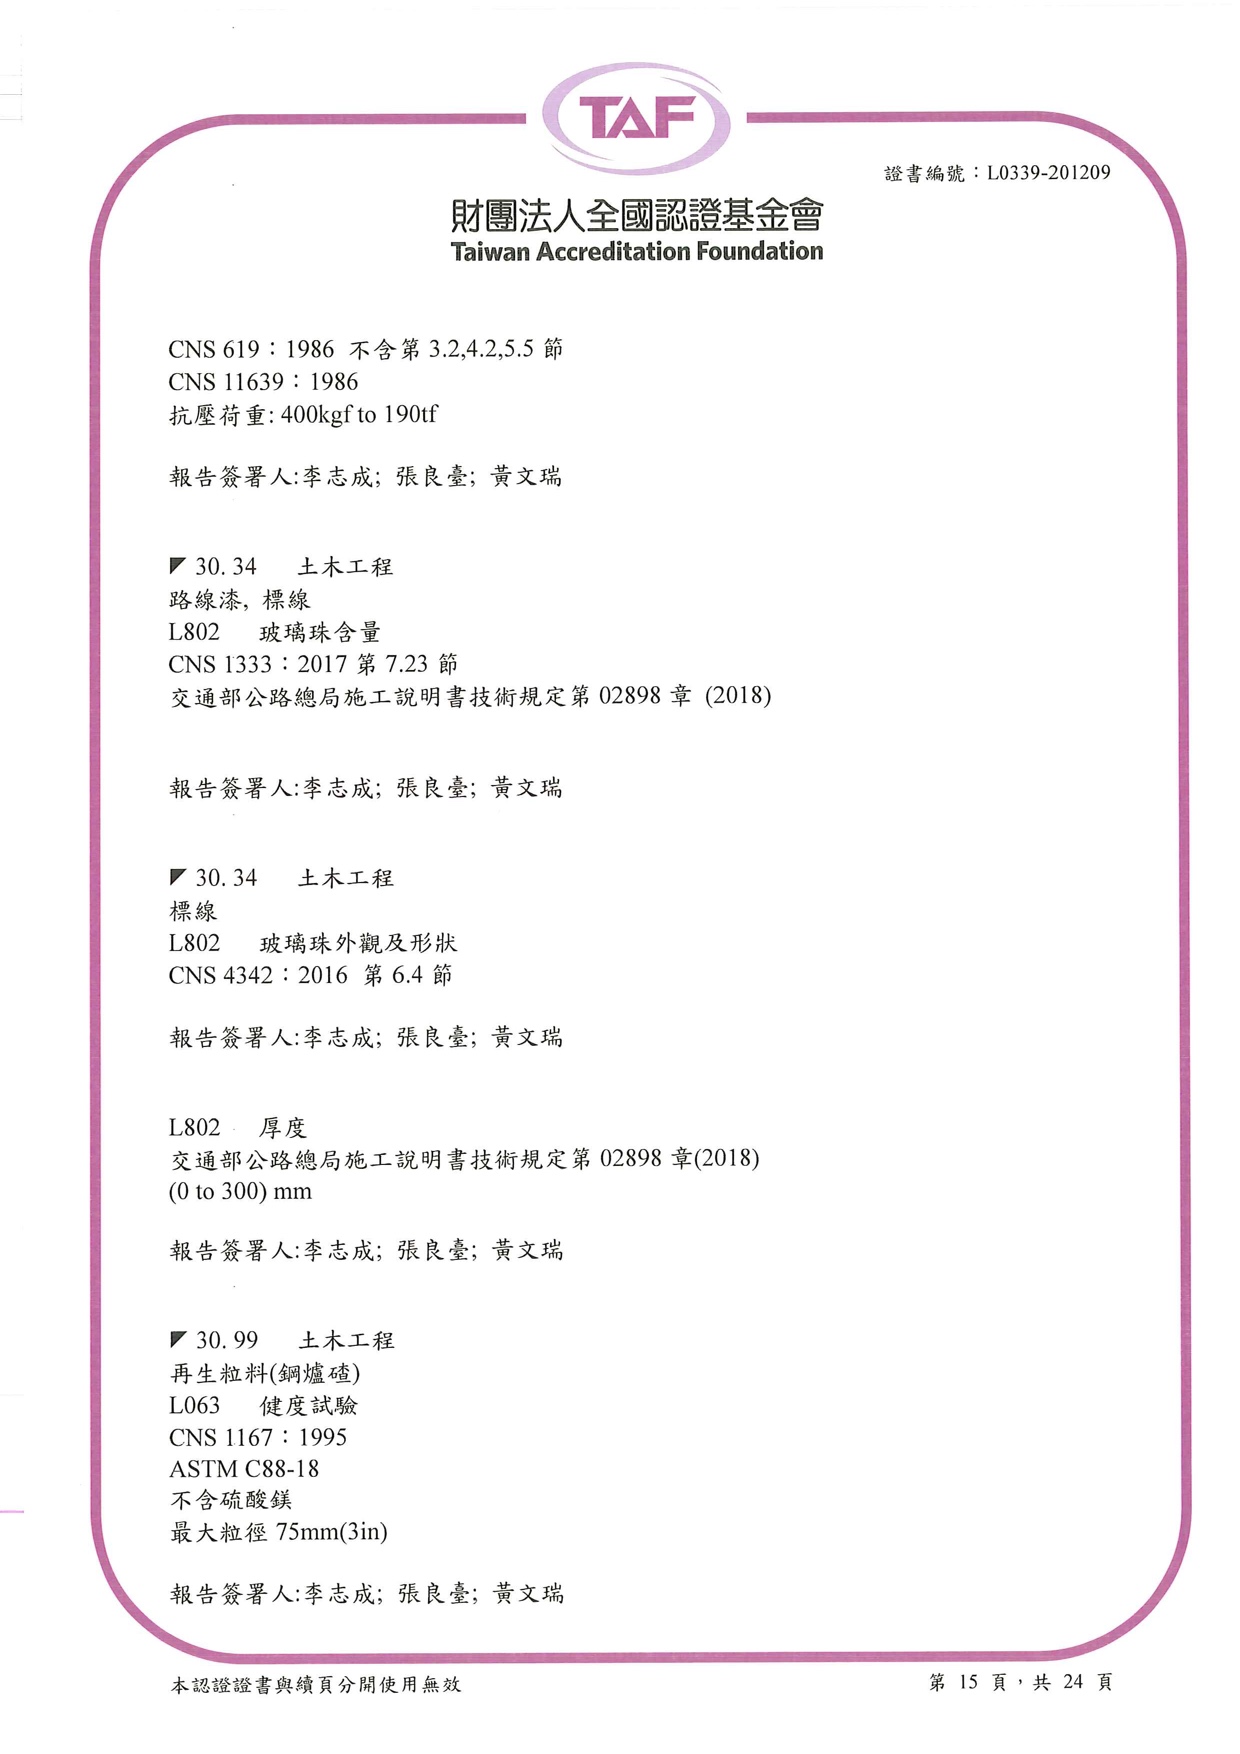 TAF
證書編號：L0339-201209
財團法人全國認證基金會
Taiwan Accreditation Foundation
CNS 619：1986 不含第 3.2,4.2,5.5 節
CNS 11639：1986
抗壓荷重: 400kgf to 190tf
報告簽署人:李志成; 張良臺; 黃文瑞
30.34 土木工程
路線漆, 標線
L802 玻璃珠含量
CNS 1333：2017 第 7.23 節
交通部公路總局施工說明書技術規定第 02898 章 (2018)
報告簽署人:李志成; 張良臺; 黃文瑞
30.34 土木工程
標線
L802 玻璃珠外觀及形狀
CNS 4342：2016 第 6.4 節
報告簽署人:李志成; 張良臺; 黃文瑞
L802 厚度
交通部公路總局施工說明書技術規定第 02898 章(2018)
(0 to 300) mm
報告簽署人:李志成; 張良臺; 黃文瑞
30.99 土木工程
再生粒料(鋼爐碴)
L063 健度試驗
CNS 1167：1995
ASTM C88-18
不含硫酸鎂
最大粒徑 75mm(3in)
報告簽署人:李志成; 張良臺; 黃文瑞
本認證證書與續頁分開使用無效
第 15 頁，共 24 頁